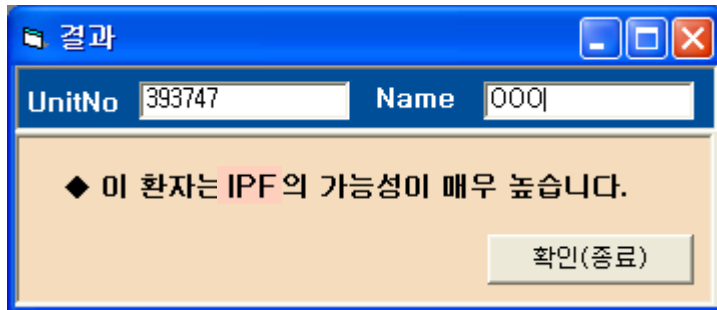 결과
UnitNo 393747 Name OOO
◆ 이 환자는 IPF의 가능성이 매우 높습니다.
확인(종료)